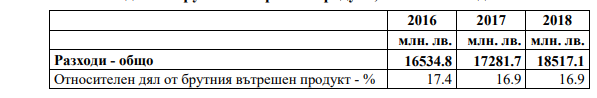 2016 2017 2018
млн. лв. млн. лв. млн. лв.
Разходи - общо 16534.8 17281.7 18517.1
Относителен дял от брутния вътрешен продукт - % 17.4 16.9 16.9